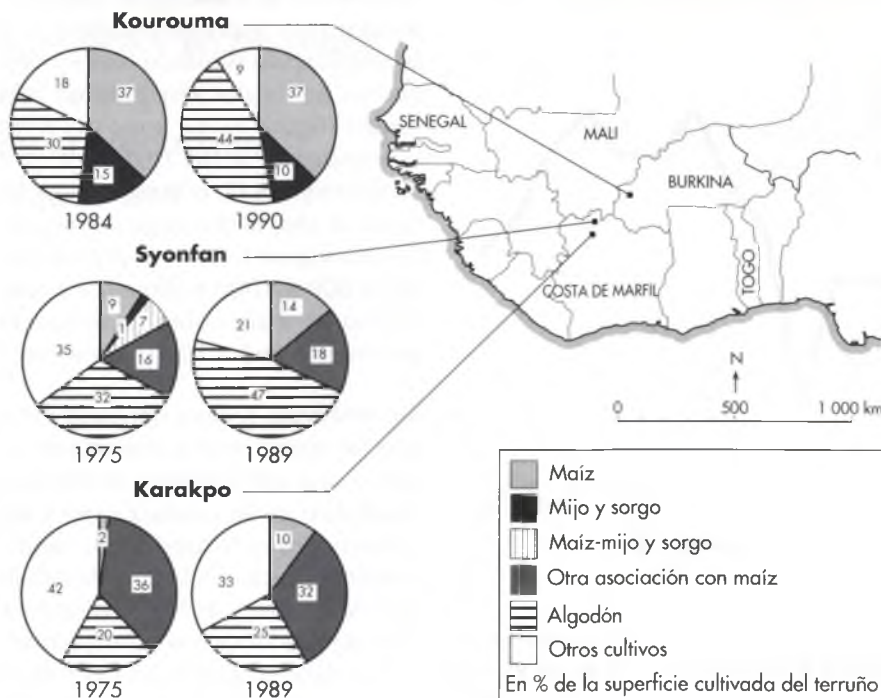 Kourouma
18
37
30
15
1984
9
37
44
10
1990
Syonfan
9
1
7
35
16
32
1975
14
21
18
47
1989
Karakpo
2
42
36
20
1975
10
33
32
25
1989
SENEGAL
MALI
BURKINA
COSTA DE MARFIL
TOGO
N
0 500 1 000 km
Maíz
Mijo y sorgo
Maíz-mijo y sorgo
Otra asociación con maíz
Algodón
Otros cultivos
En % de la superficie cultivada del terruño